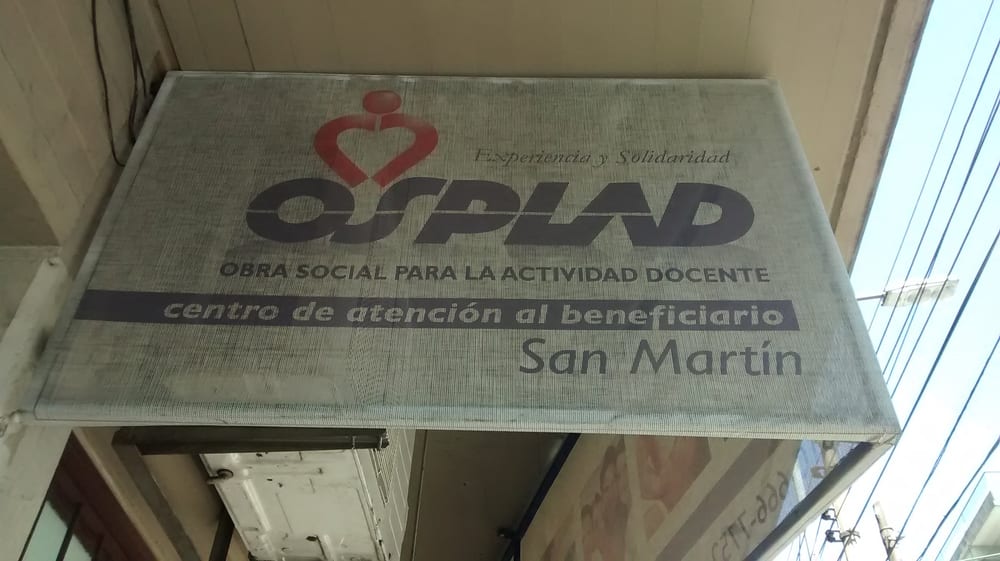 Experiencia y Solidaridad
OSPLAD
OBRA SOCIAL PARA LA ACTIVIDAD DOCENTE
centro de atención al beneficiario
San Martín